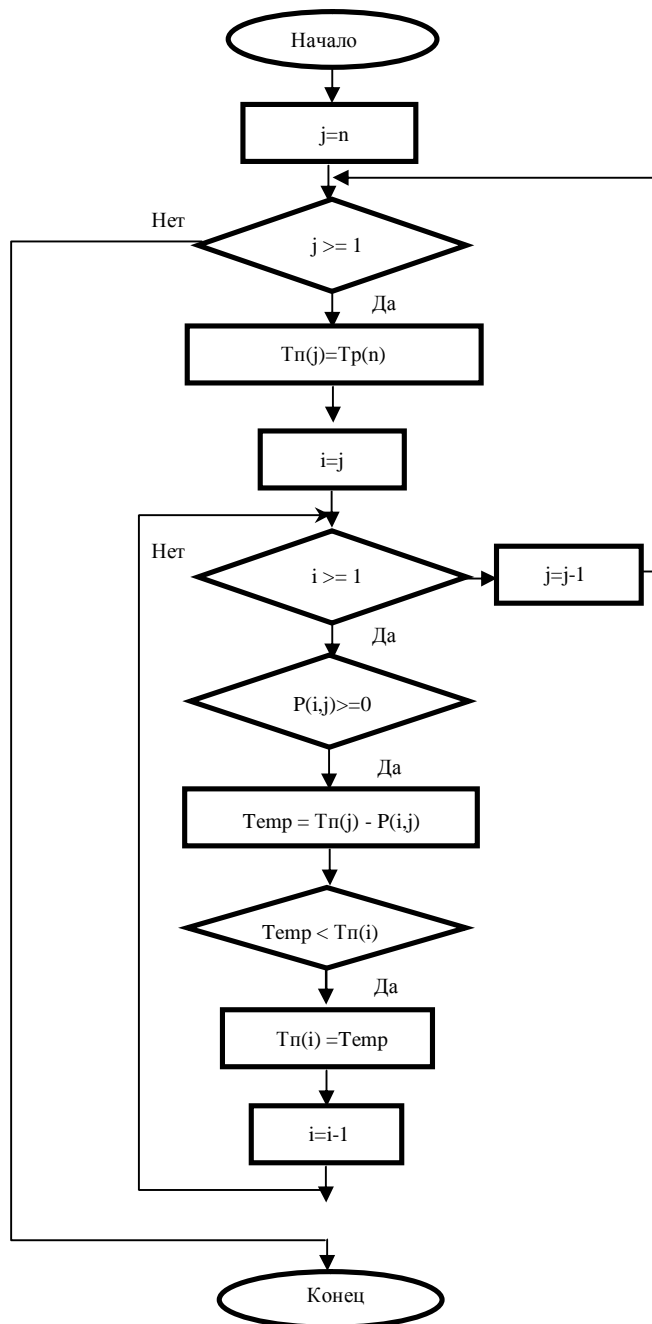 Начало
j=n
Нет
j >= 1
Да
Тп(j)=Тр(n)
i=j
Нет
i >= 1
j=j-1
Да
P(i,j)>=0
Да
Temp = Тп(j) - P(i,j)
Temp < Тп(i)
Да
Тп(i) =Temp
i=i-1
Конец